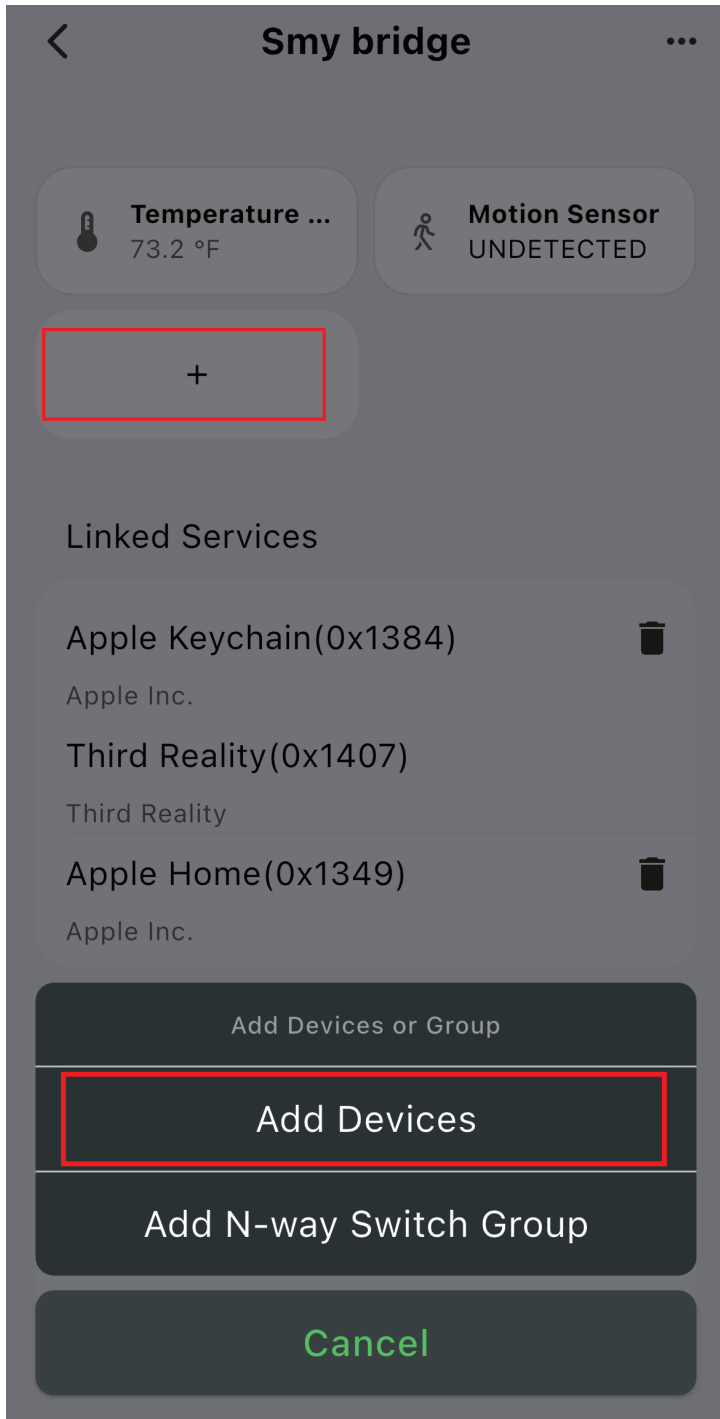 Smy bridge
Temperature ...
73.2 °F
Motion Sensor
UNDETECTED
+
Linked Services
Apple Keychain(0x1384)
Apple Inc.
Third Reality(0x1407)
Third Reality
Apple Home(0x1349)
Apple Inc.
Add Devices or Group
Add Devices
Add N-way Switch Group
Cancel